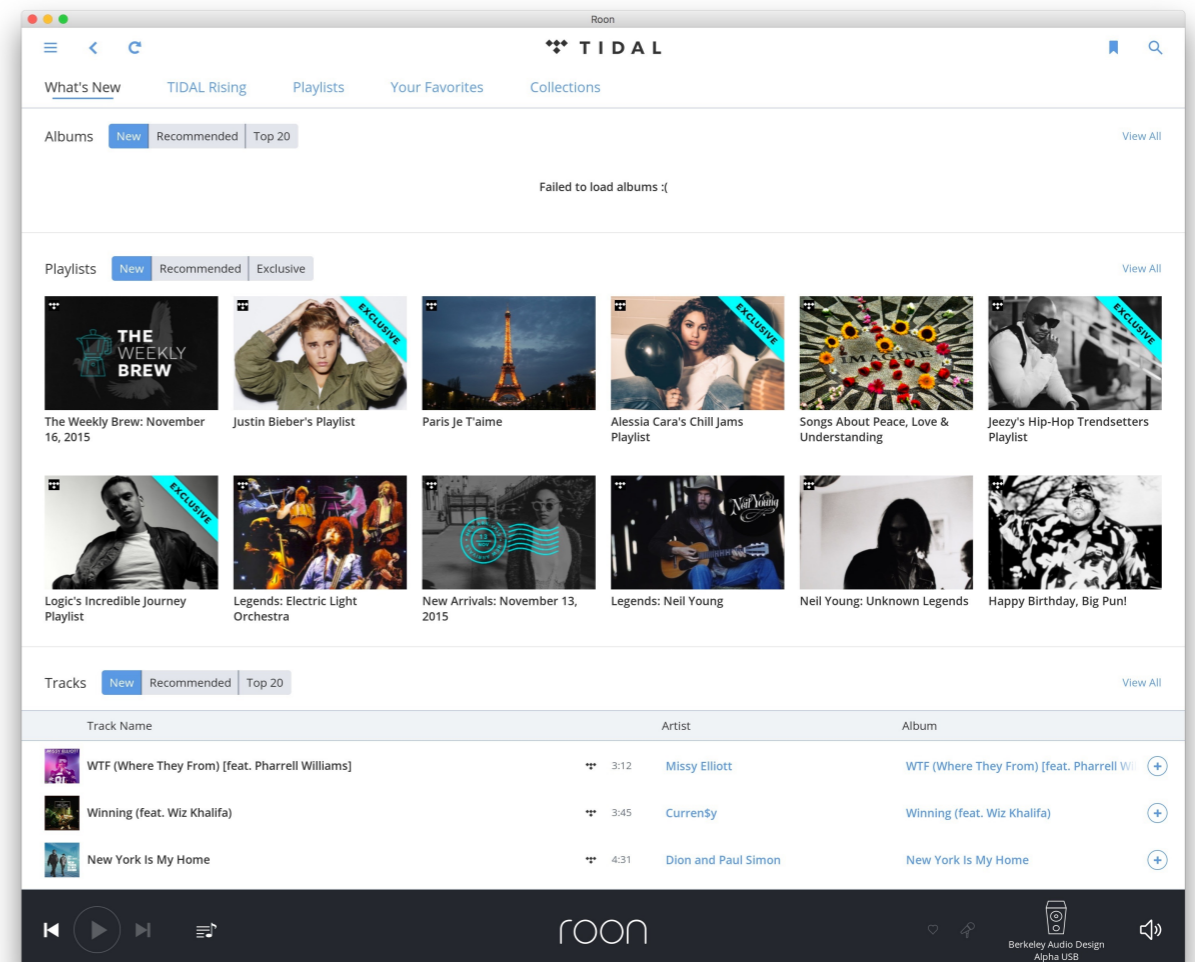 Roon
TIDAL
What's New TIDAL Rising Playlists Your Favorites Collections
Albums New Recommended Top 20 View All
Failed to load albums :(
Playlists New Recommended Exclusive View All
THE
WEEKLY
BREW
EXCLUSIVE
EXCLUSIVE
IMAGINE
EXCLUSIVE
The Weekly Brew: November
16, 2015
Justin Bieber's Playlist
Paris Je T'aime
Alessia Cara's Chill Jams
Playlist
Songs About Peace, Love &
Understanding
Jeezy's Hip-Hop Trendsetters
Playlist
EXCLUSIVE
13
NOV
Neil Young
Logic's Incredible Journey
Playlist
Legends: Electric Light
Orchestra
New Arrivals: November 13,
2015
Legends: Neil Young
Neil Young: Unknown Legends
Happy Birthday, Big Pun!
Tracks New Recommended Top 20 View All
Track Name Artist Album
WTF (Where They From) [feat. Pharrell Williams] 3:12 Missy Elliott WTF (Where They From) [feat. Pharrell Wi
Winning (feat. Wiz Khalifa) 3:45 Curren$y Winning (feat. Wiz Khalifa)
New York Is My Home 4:31 Dion and Paul Simon New York Is My Home
roon
Berkeley Audio Design
Alpha USB